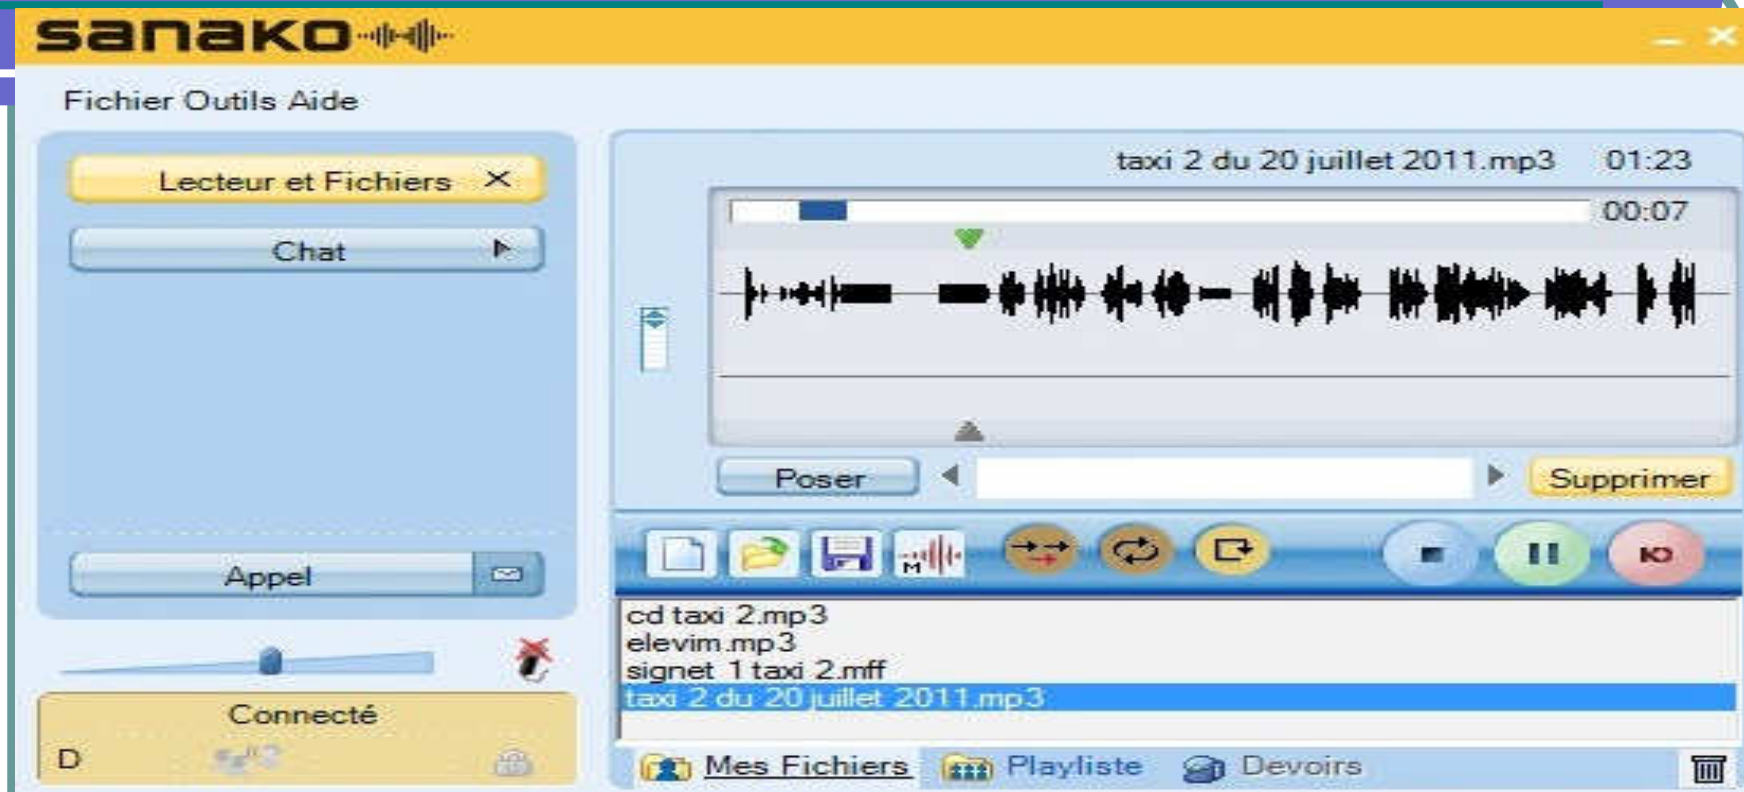 sanako
Fichier Outils Aide
Lecteur et Fichiers
Chat
Appel
Connecté
D
taxi 2 du 20 juillet 2011.mp3 01:23
00:07
Poser
Supprimer
M
cd taxi 2.mp3
elevim.mp3
signet 1 taxi 2.mff
taxi 2 du 20 juillet 2011.mp3
Mes Fichiers Playliste Devoirs